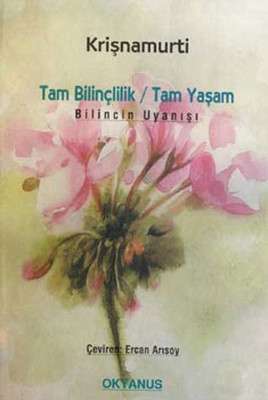 Krişnamurti
Tam Bilinçlilik / Tam Yaşam
Bilincin Uyanışı
Çeviren: Ercan Arısoy
OKYANUS